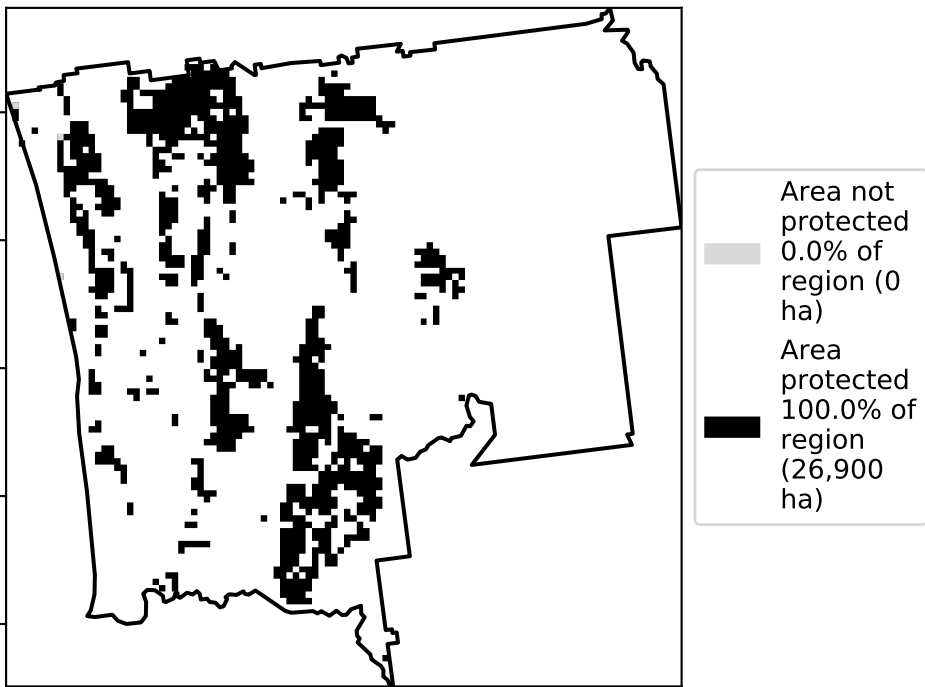 Area not
protected
0.0% of
region (0
ha)
Area
protected
100.0% of
region
(26,900
ha)